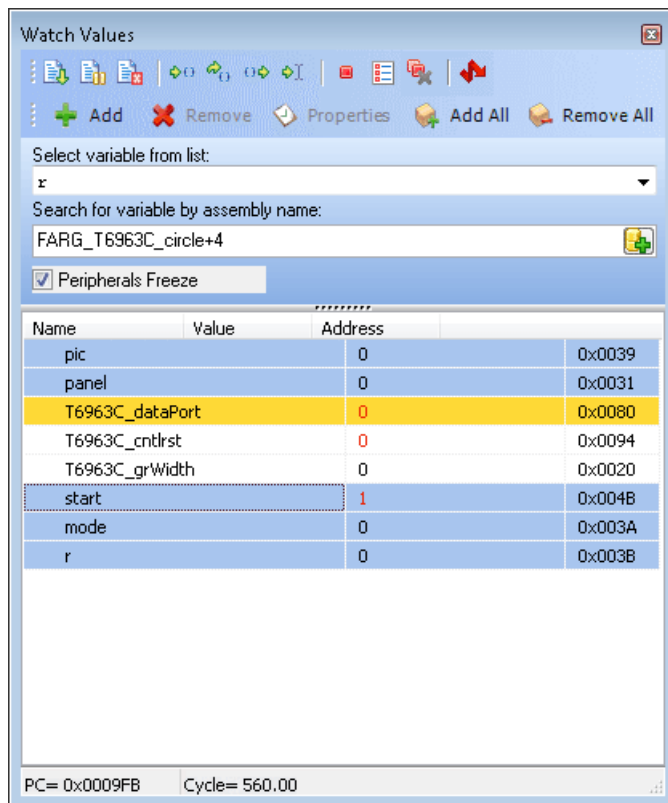 Watch Values
Add Remove Properties Add All Remove All
Select variable from list:
r
Search for variable by assembly name:
FARG_T6963C_circle+4
Peripherals Freeze
Name Value Address
pic 0 0x0039
panel 0 0x0031
T6963C_dataPort 0 0x0080
T6963C_cntlrst 0 0x0094
T6963C_grWidth 0 0x0020
start 1 0x004B
mode 0 0x003A
r 0 0x003B
PC= 0x0009FB Cycle= 560.00